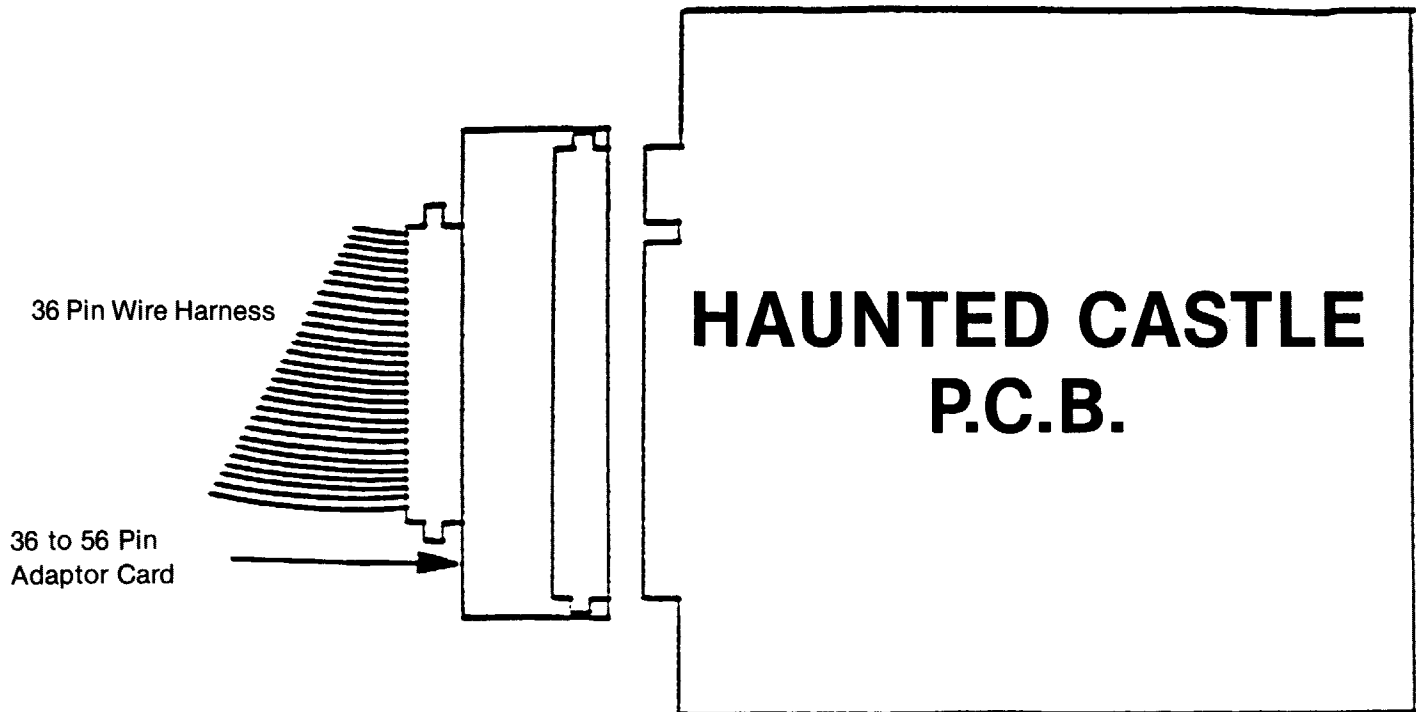 36 Pin Wire Harness
36 to 56 Pin
Adaptor Card
HAUNTED CASTLE
P.C.B.